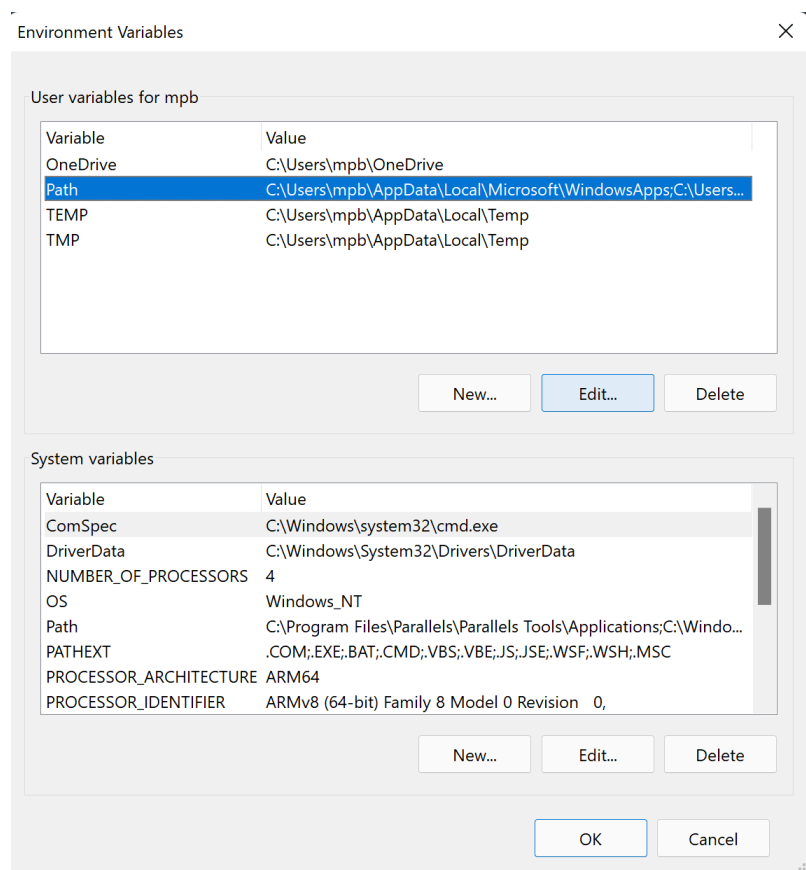 Environment Variables
User variables for mpb
Variable Value
OneDrive C:\Users\mpb\OneDrive
Path C:\Users\mpb\AppData\Local\Microsoft\WindowsApps;C:\Users...
TEMP C:\Users\mpb\AppData\Local\Temp
TMP C:\Users\mpb\AppData\Local\Temp
New... Edit... Delete
System variables
Variable Value
ComSpec C:\Windows\system32\cmd.exe
DriverData C:\Windows\System32\Drivers\DriverData
NUMBER_OF_PROCESSORS 4
OS Windows_NT
Path C:\Program Files\Parallels\Parallels Tools\Applications;C:\Windo...
PATHEXT .COM;.EXE;.BAT;.CMD;.VBS;.VBE;.JS;.JSE;.WSF;.WSH;.MSC
PROCESSOR_ARCHITECTURE ARM64
PROCESSOR_IDENTIFIER ARMv8 (64-bit) Family 8 Model 0 Revision 0,
New... Edit... Delete
OK Cancel